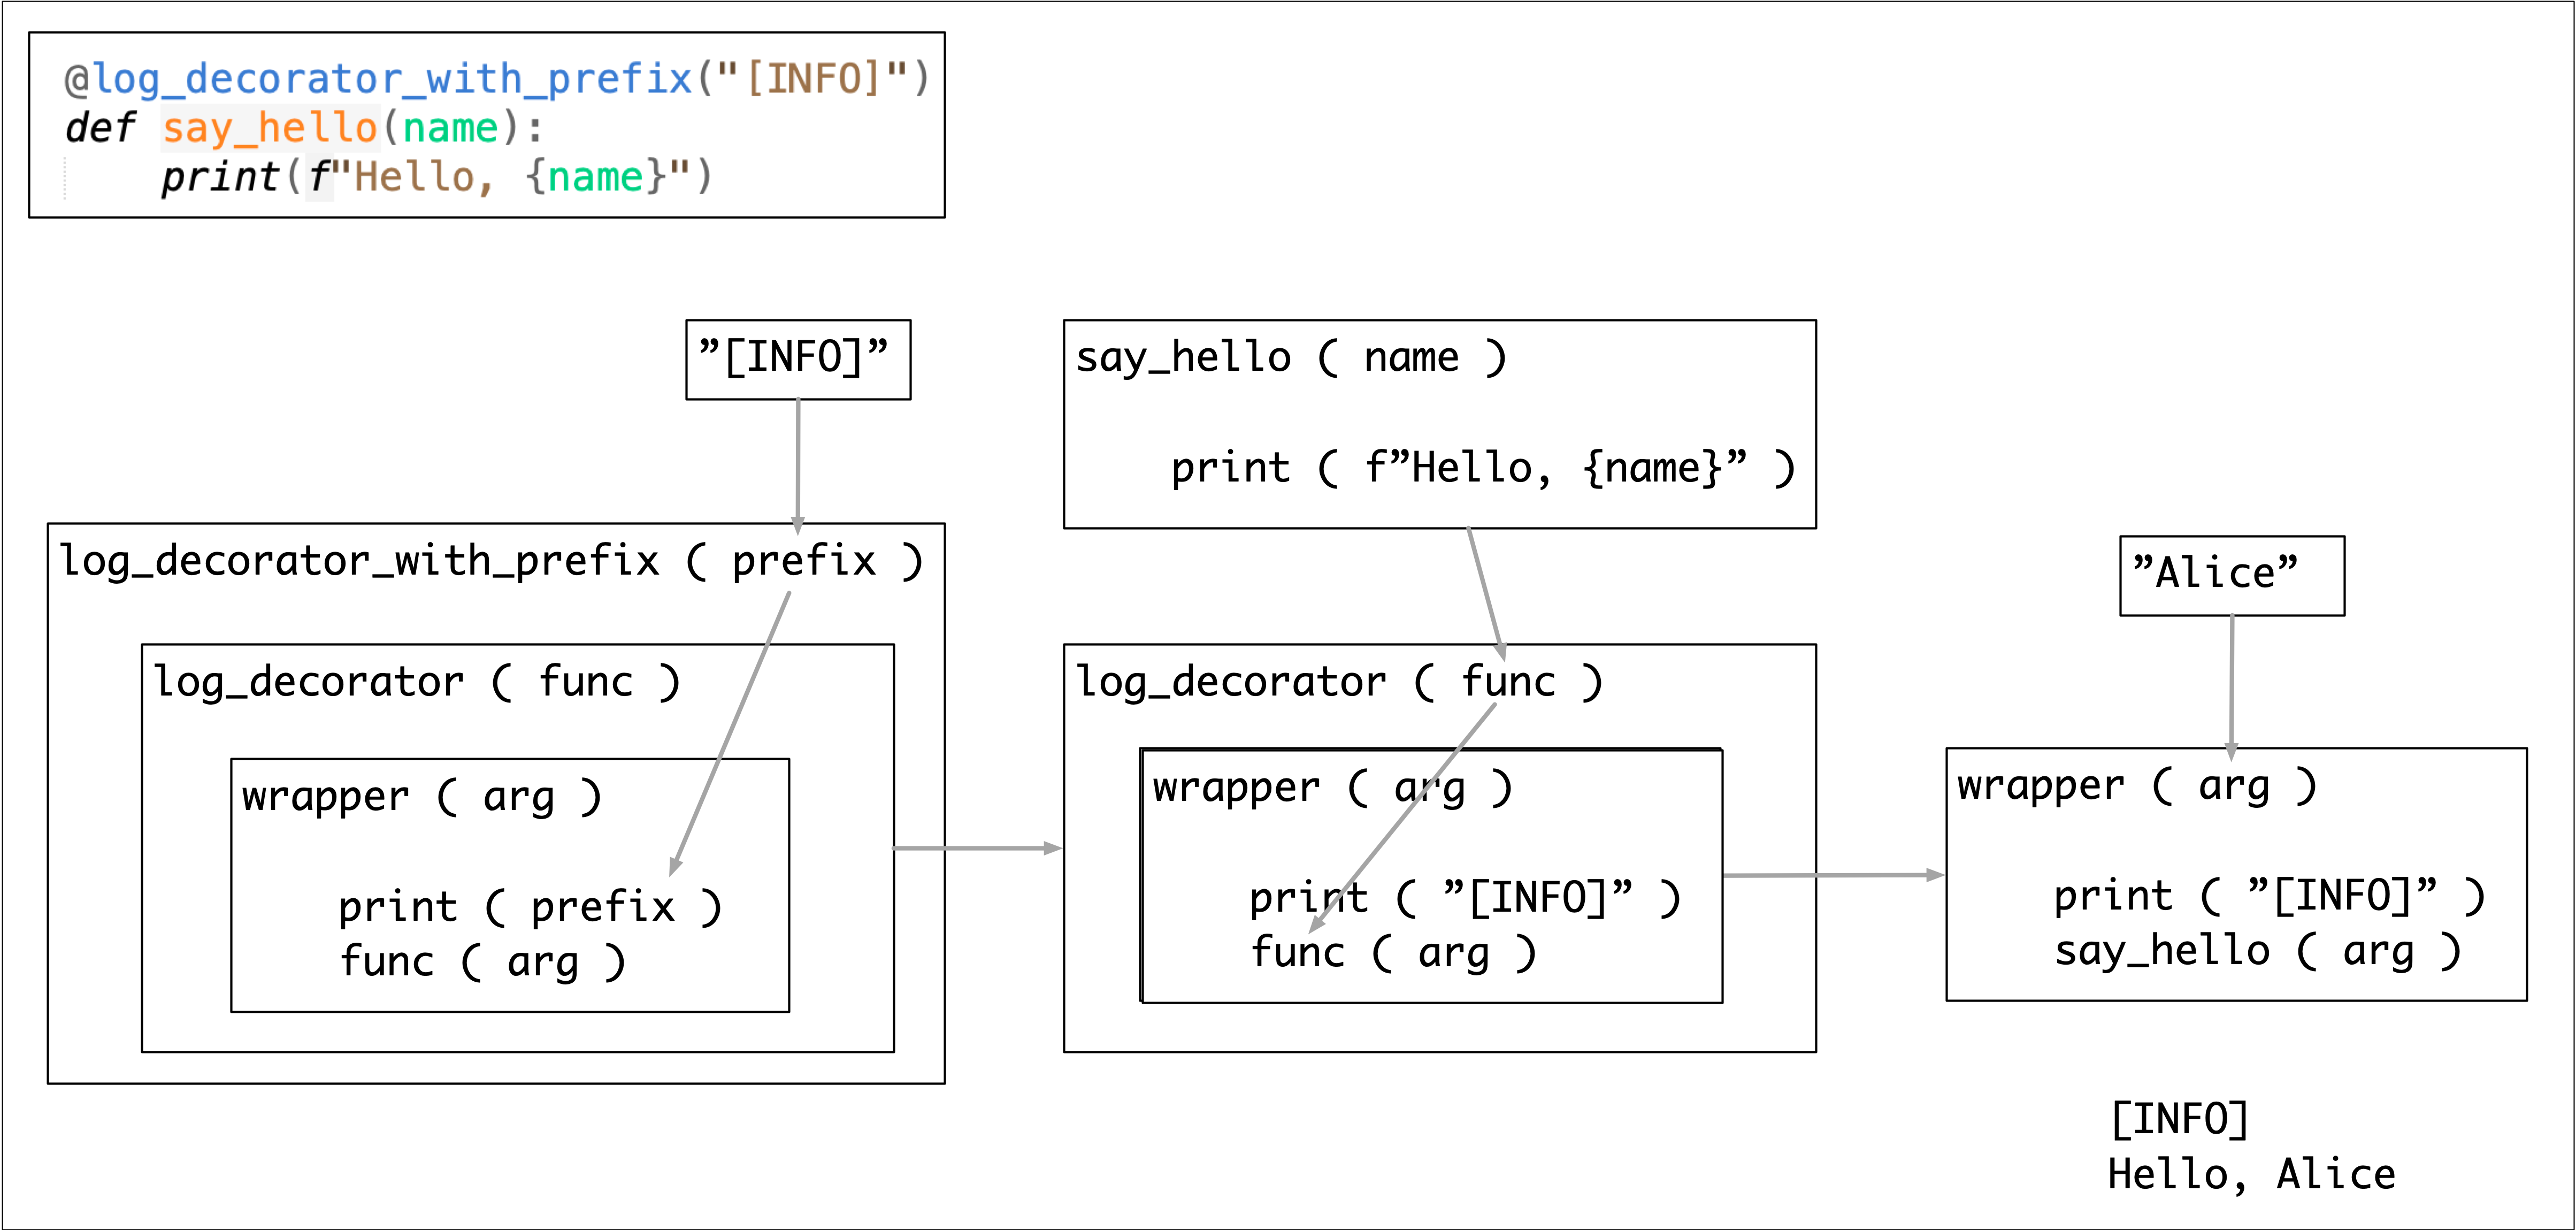 @log_decorator_with_prefix("[INFO]")
def say_hello(name):
    print(f"Hello, {name}")
”[INFO]”
log_decorator_with_prefix ( prefix )
log_decorator ( func )
wrapper ( arg )
print ( prefix )
func ( arg )
say_hello ( name )
print ( f”Hello, {name}” )
log_decorator ( func )
wrapper ( arg )
print ( ”[INFO]” )
func ( arg )
”Alice”
wrapper ( arg )
print ( ”[INFO]” )
say_hello ( arg )
[INFO]
Hello, Alice